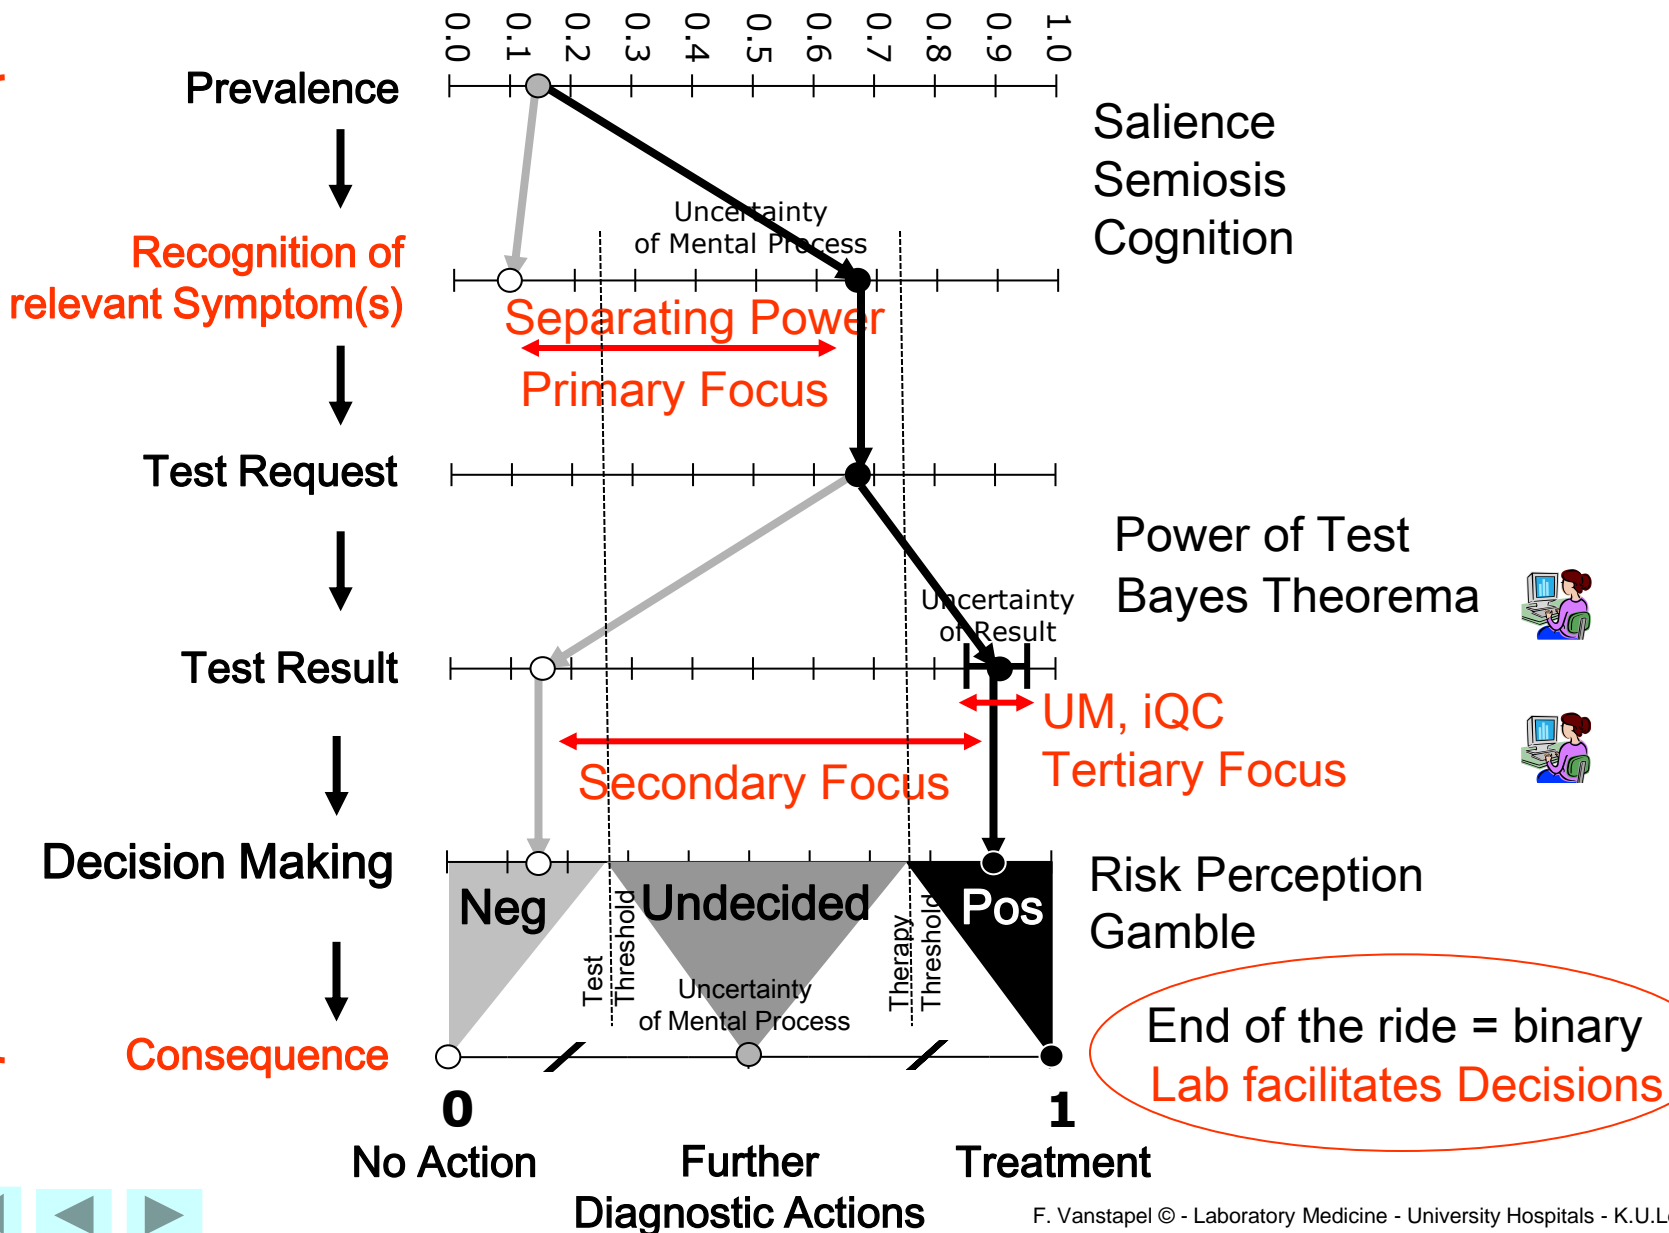 0.0 0.1 0.2 0.3 0.4 0.5 0.6 0.7 0.8 0.9 1.0
Prevalence
Salience
Semiosis
Cognition
Uncertainty
of Mental Process
Recognition of
relevant Symptom(s)
Separating Power
Primary Focus
Test Request
Power of Test
Bayes Theorema
Uncertainty
of Result
Test Result
UM, iQC
Tertiary Focus
Secondary Focus
Decision Making
Neg
Undecided
Pos
Risk Perception
Gamble
Test
Threshold
Therapy
Threshold
Uncertainty
of Mental Process
End of the ride = binary
Lab facilitates Decisions
Consequence
0
1
No Action
Further
Diagnostic Actions
Treatment
F. Vanstapel © - Laboratory Medicine - University Hospitals -